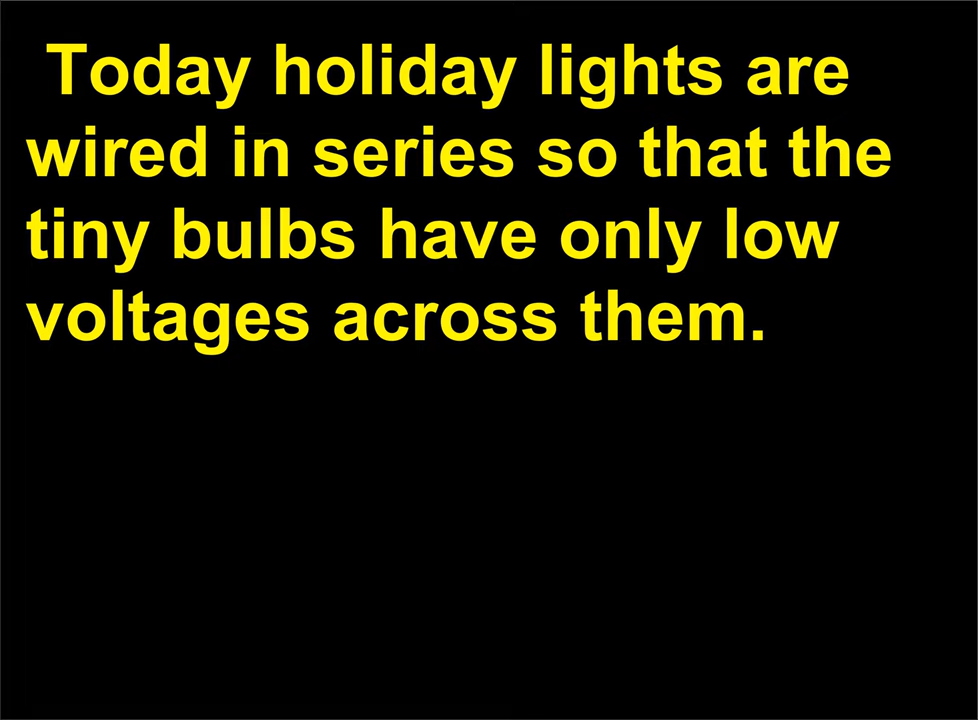 Today holiday lights are
wired in series so that the
tiny bulbs have only low
voltages across them.